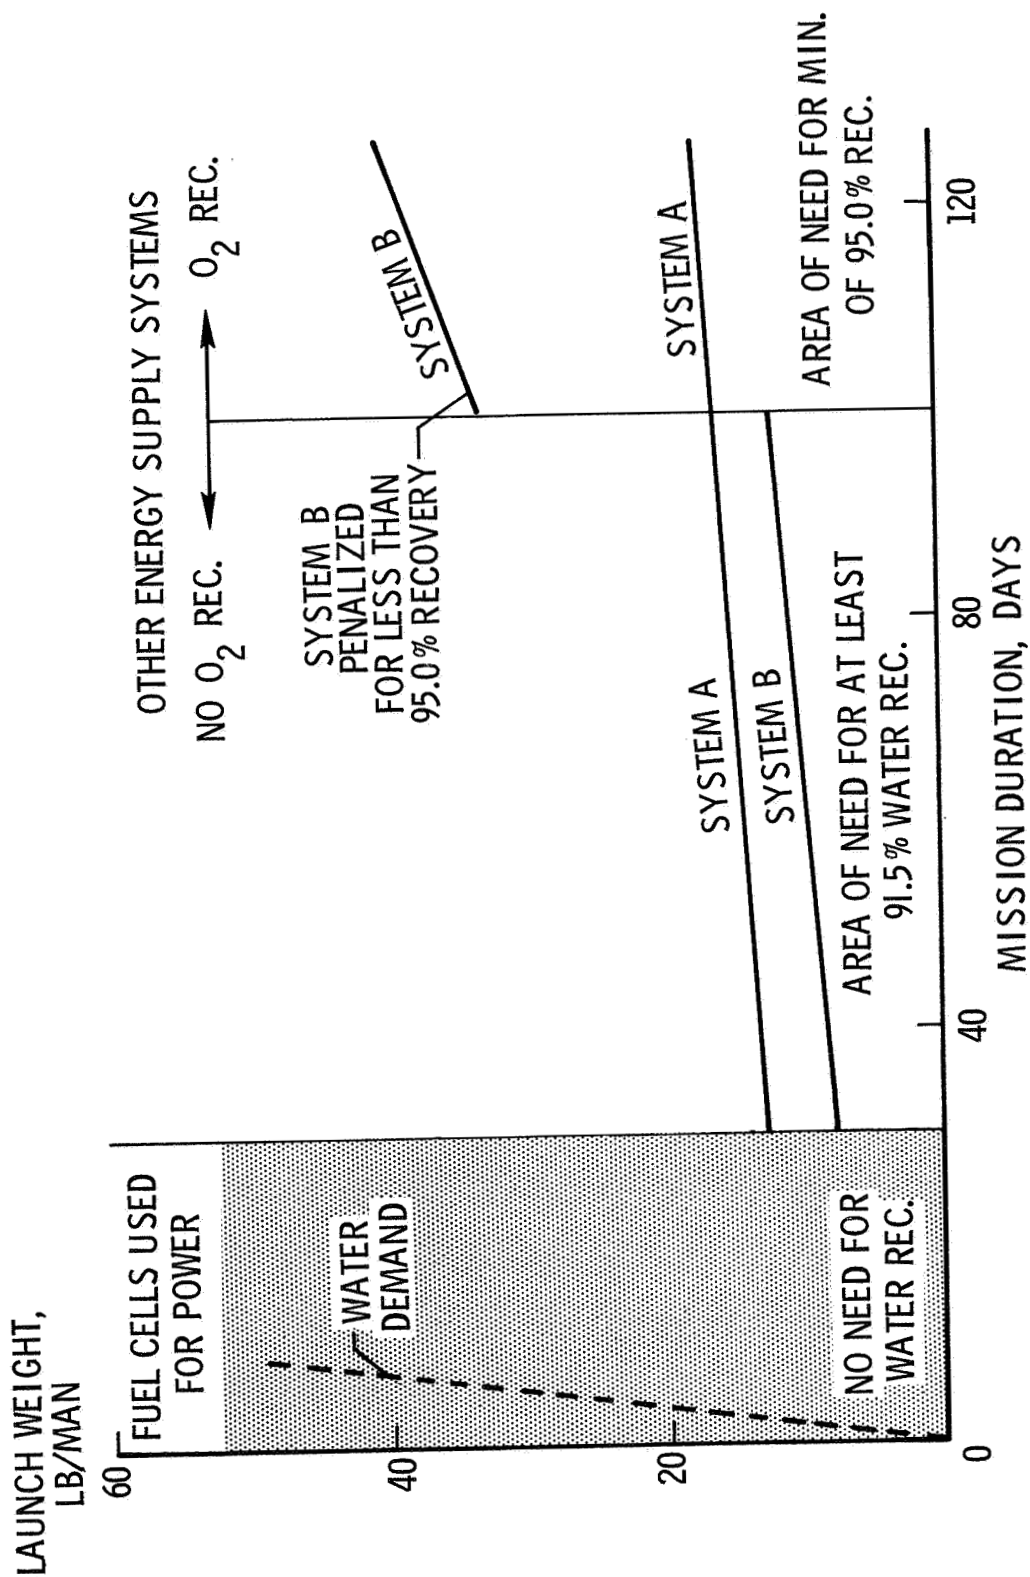 LAUNCH WEIGHT,
LB/MAN
60
40
20
0
FUEL CELLS USED
FOR POWER
WATER
DEMAND
NO NEED FOR
WATER REC.
OTHER ENERGY SUPPLY SYSTEMS
NO O2 REC.
O2 REC.
SYSTEM B
PENALIZED
FOR LESS THAN
95.0% RECOVERY
SYSTEM B
SYSTEM A
SYSTEM A
SYSTEM B
AREA OF NEED FOR AT LEAST
91.5% WATER REC.
AREA OF NEED FOR MIN.
OF 95.0% REC.
40
80
120
MISSION DURATION, DAYS